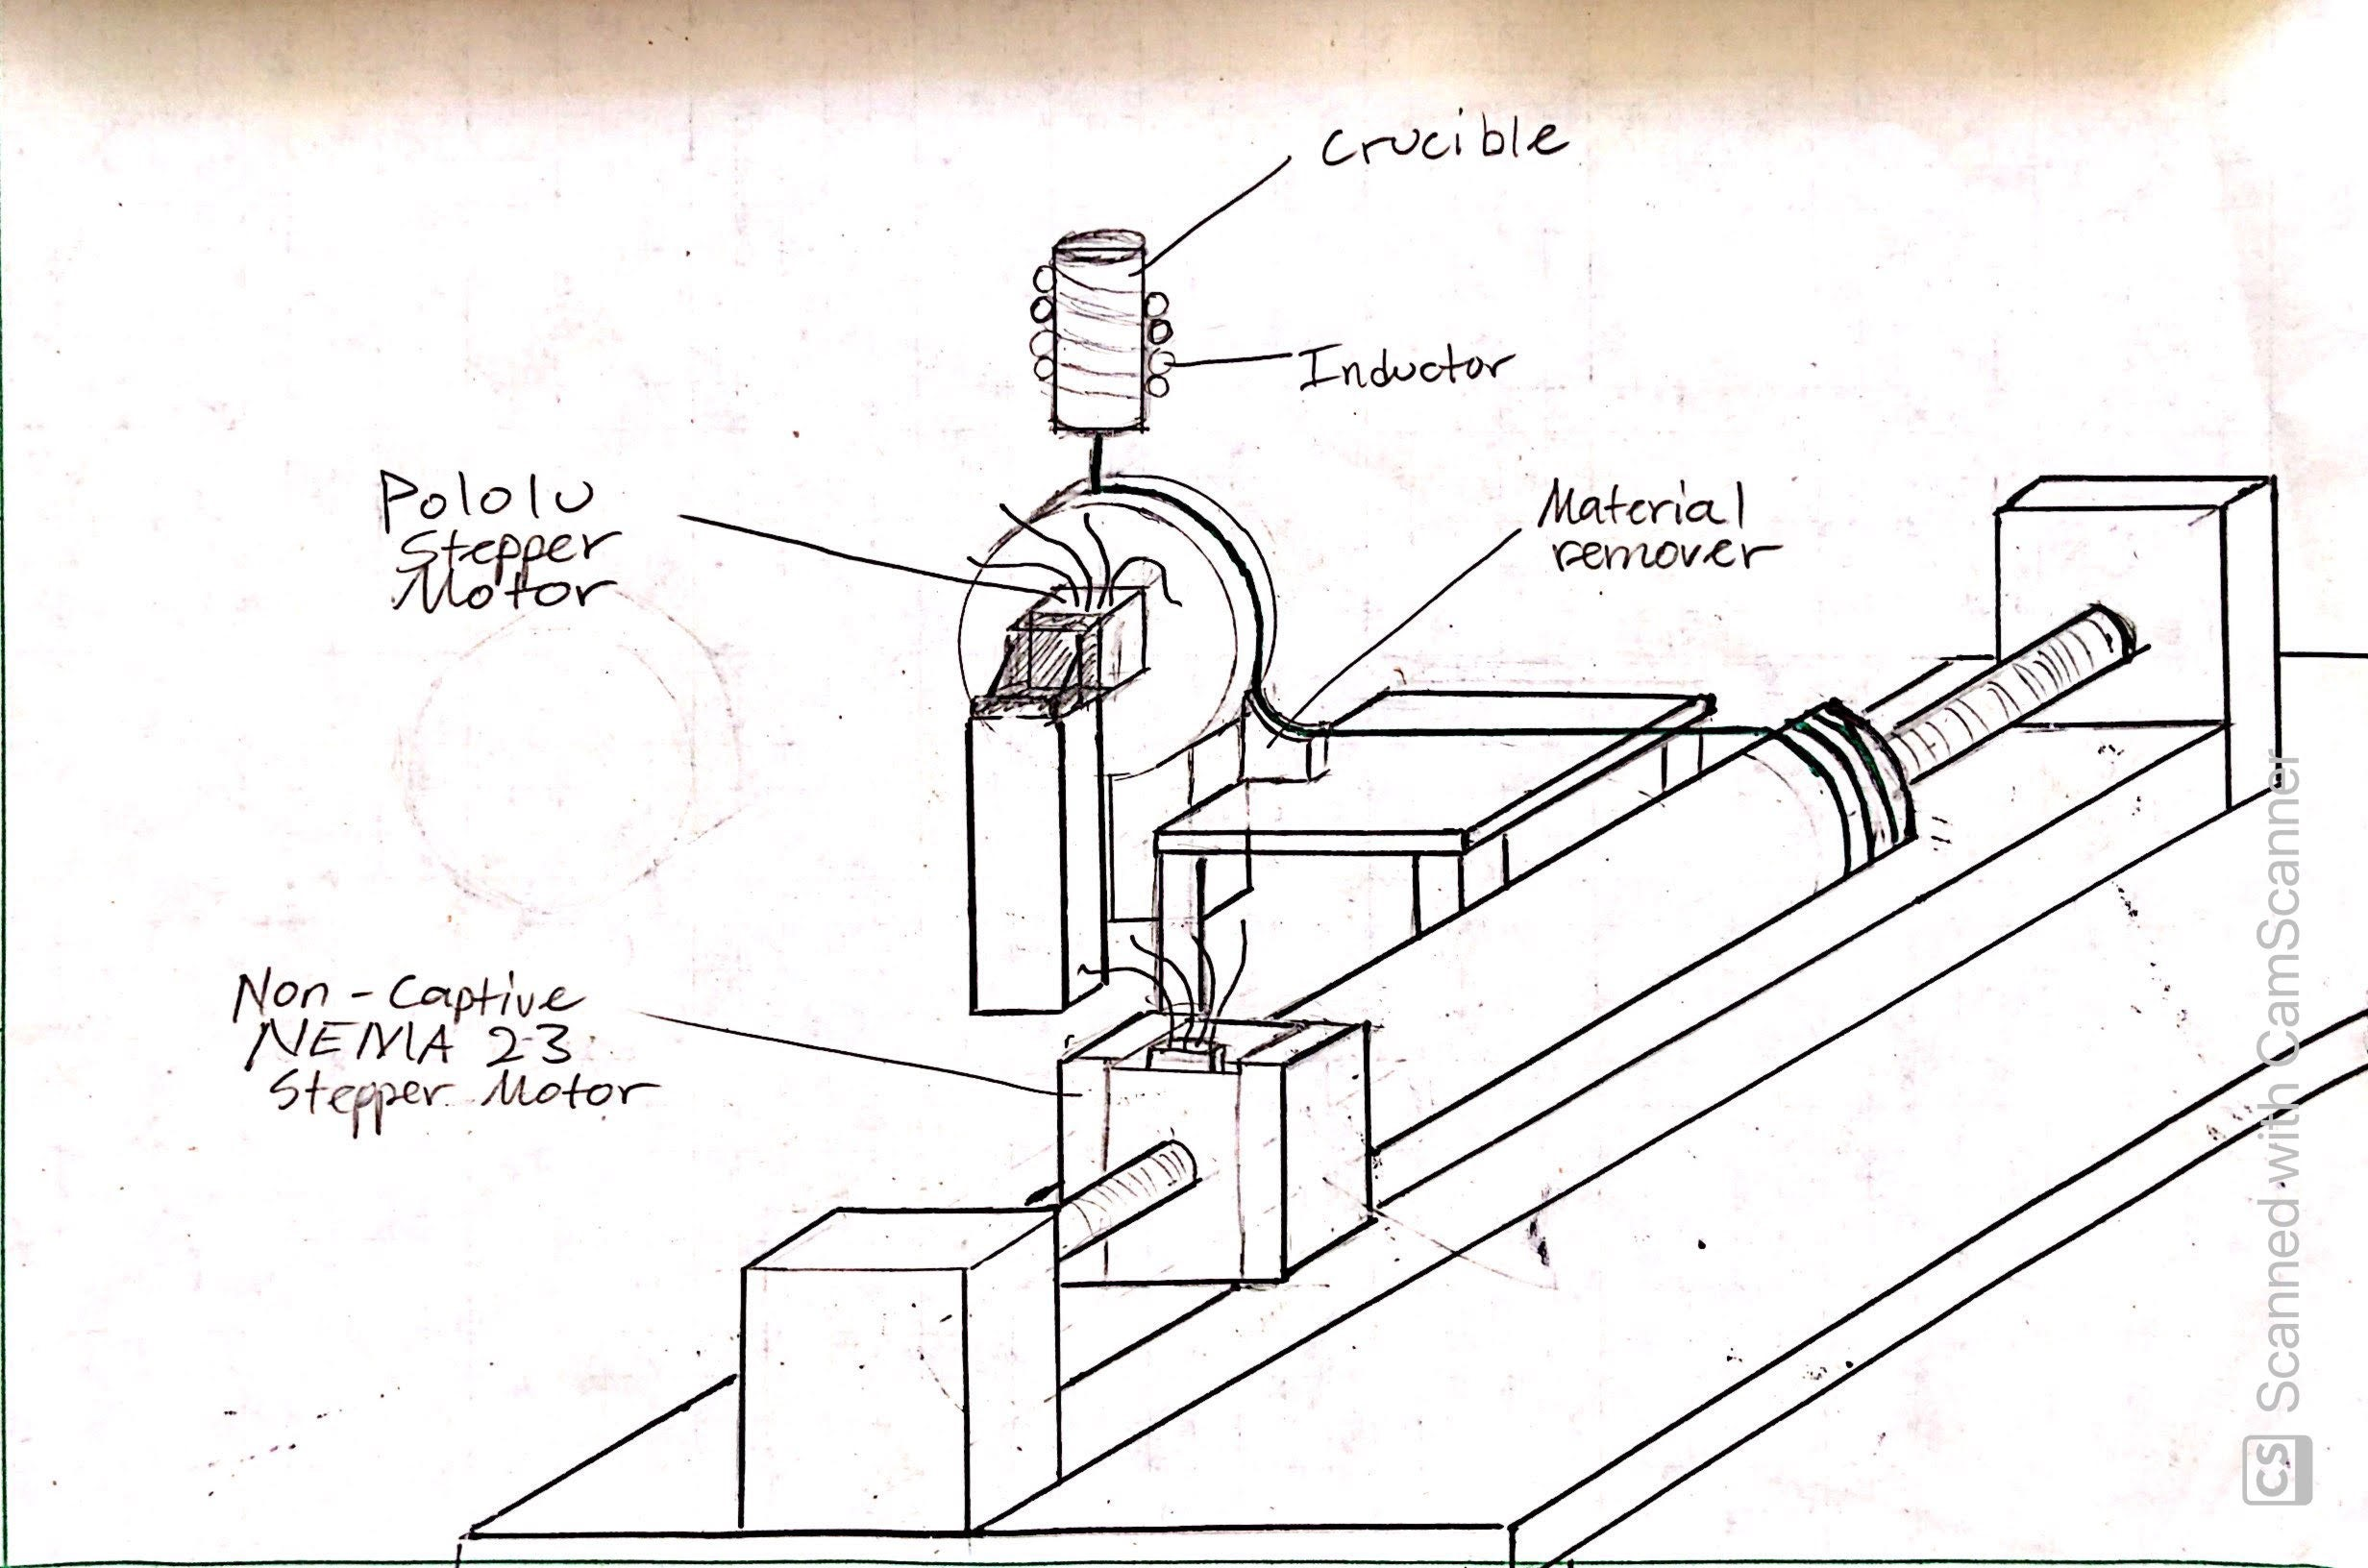 Crucible
Inductor
Pololu
Stepper
Motor
Material
remover
Non-Captive
NEMA 23
Stepper Motor
CS Scanned with CamScanner